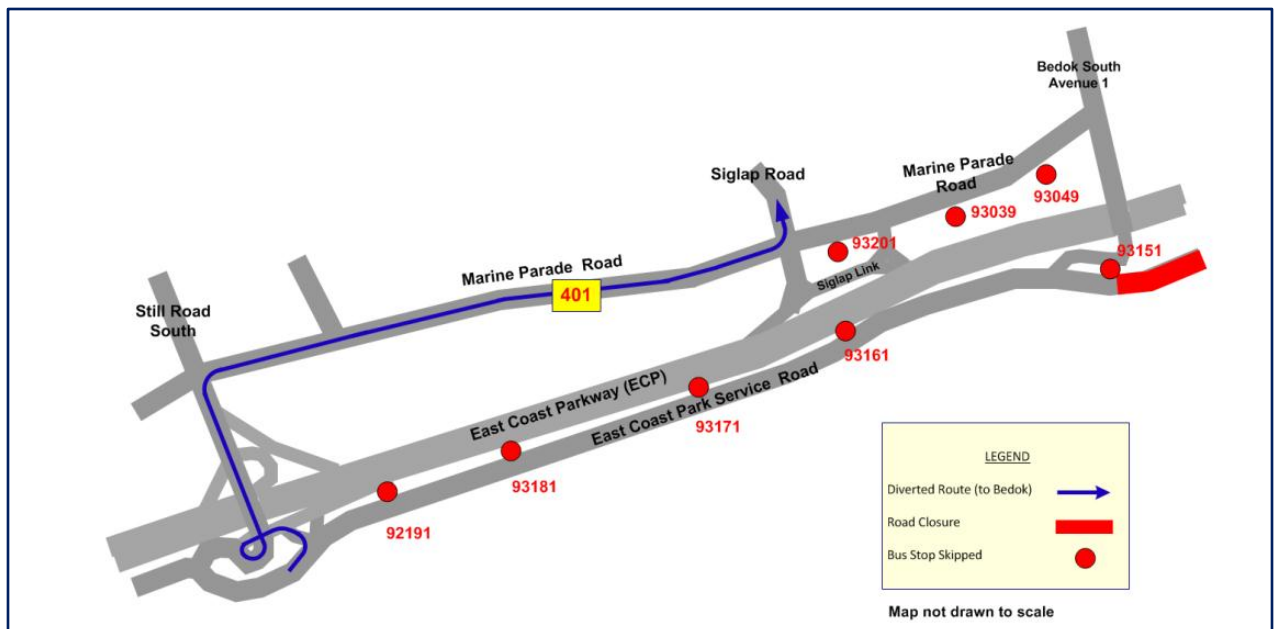 Bedok South
Avenue 1
Siglap Road
Marine Parade
Road
93049
93039
93201
93151
Marine Parade Road
401
Siglap Link
Still Road
South
93161
East Coast Parkway (ECP)
East Coast Park Service Road
93171
93181
92191
LEGEND
Diverted Route (to Bedok)
Road Closure
Bus Stop Skipped
Map not drawn to scale